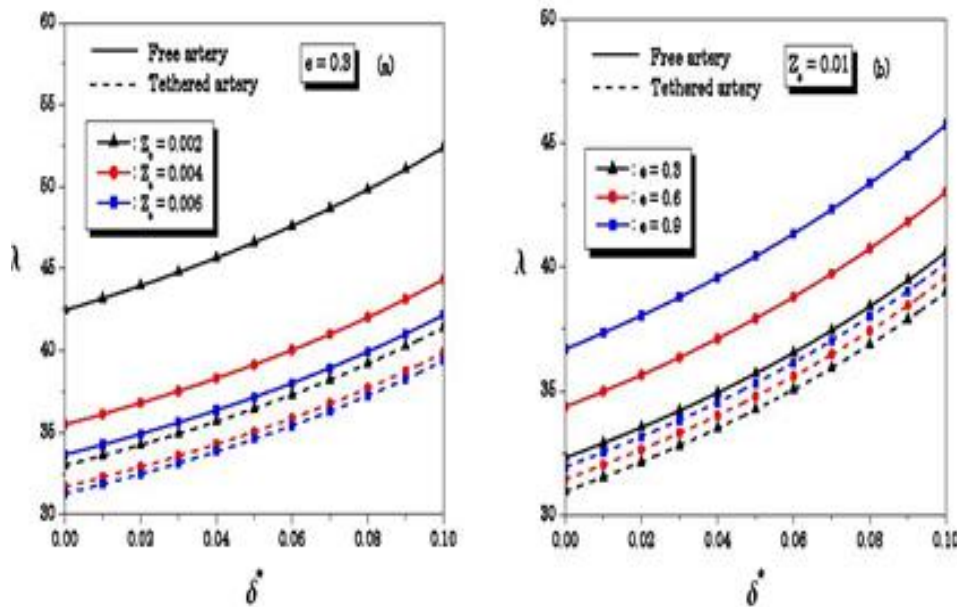 60
55
50
45
40
35
30
0.00 0.02 0.04 0.06 0.08 0.10
λ
δ*
Free artery
Tethered artery
e = 0.3
(a)
: Z = 0.002
: Z = 0.004
: Z = 0.006
50
45
40
35
30
0.00 0.02 0.04 0.06 0.08 0.10
λ
δ*
Free artery
Tethered artery
Z = 0.01
(b)
: e = 0.3
: e = 0.6
: e = 0.9